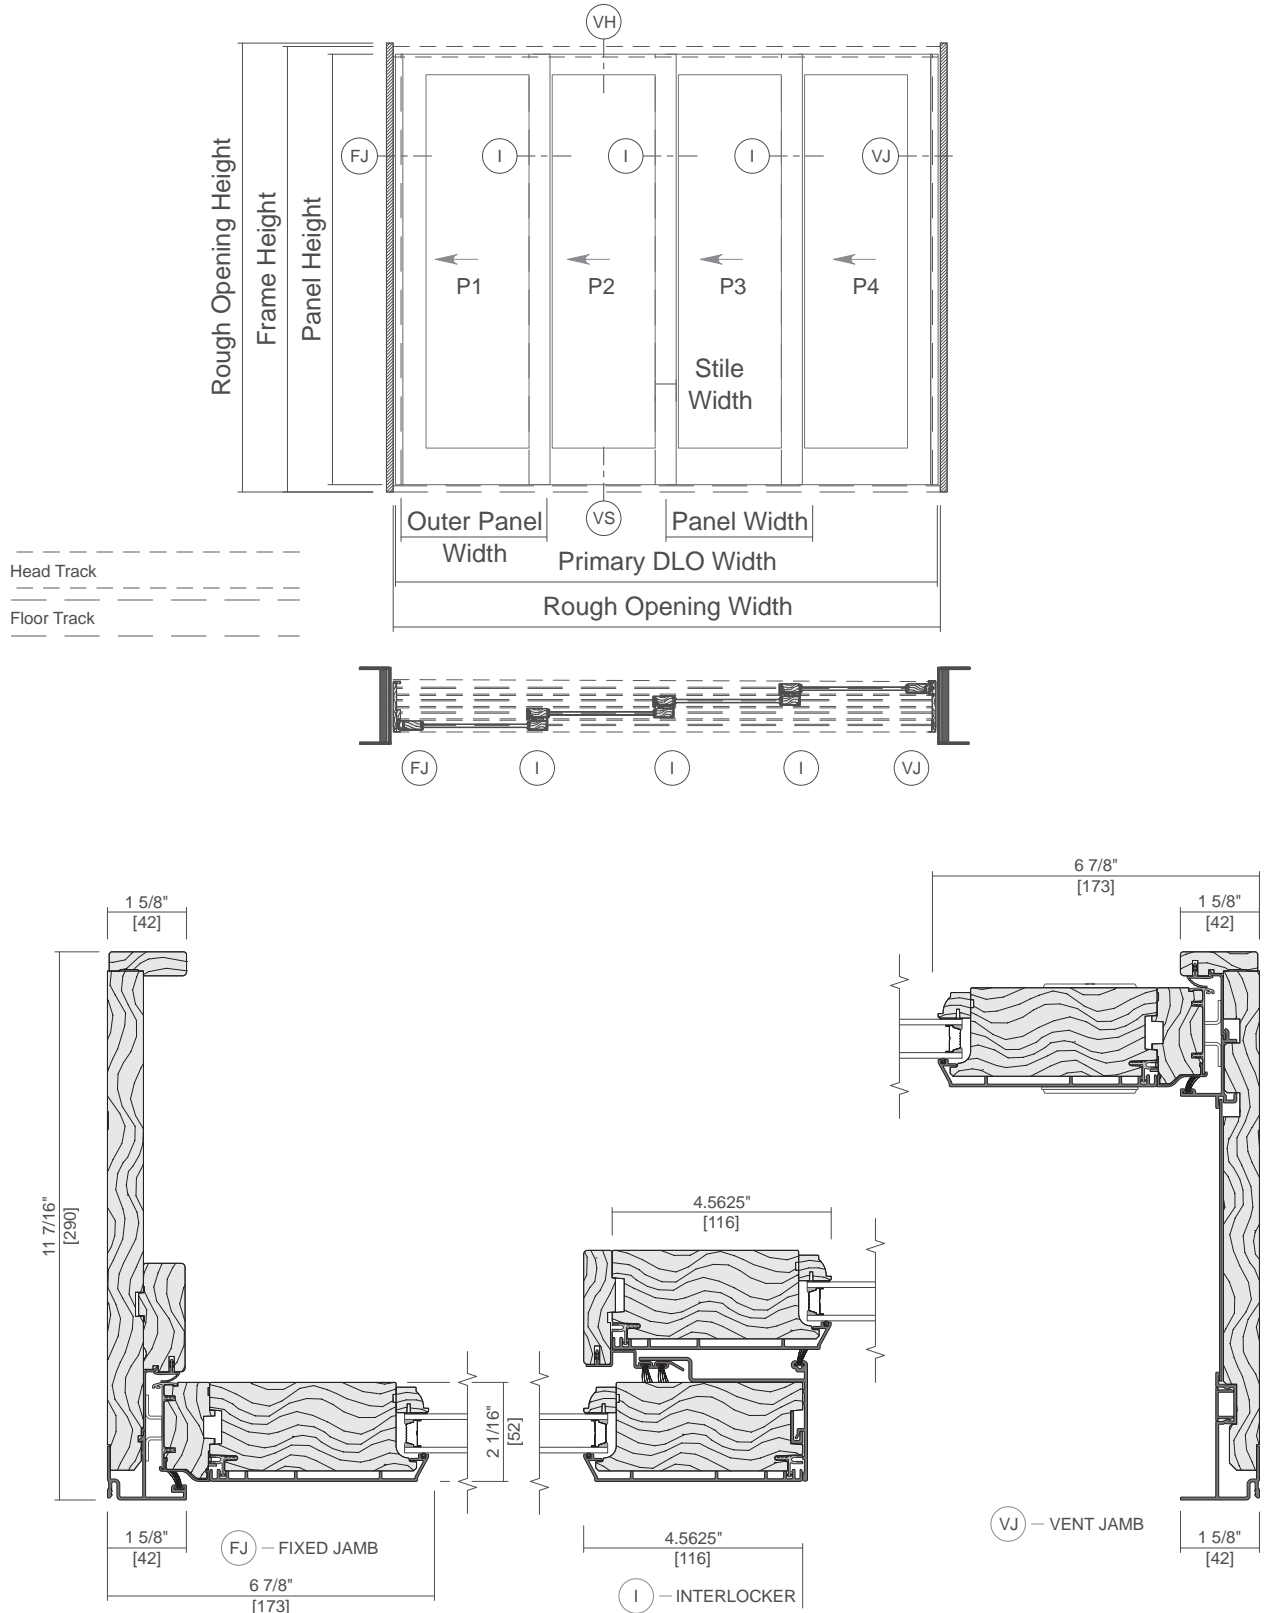 VH
FJ
I
I
I
VJ
Rough Opening Height
Frame Height
Panel Height
P1
P2
P3
P4
Stile
Width
VS
Outer Panel
Width
Panel Width
Primary DLO Width
Rough Opening Width
Head Track
Floor Track
FJ
I
I
I
VJ
6 7/8"
[173]
1 5/8"
[42]
1 5/8"
[42]
11 7/16"
[290]
4.5625"
[116]
2 1/16"
[52]
1 5/8"
[42]
FJ – FIXED JAMB
6 7/8"
[173]
4.5625"
[116]
I – INTERLOCKER
VJ – VENT JAMB
1 5/8"
[42]